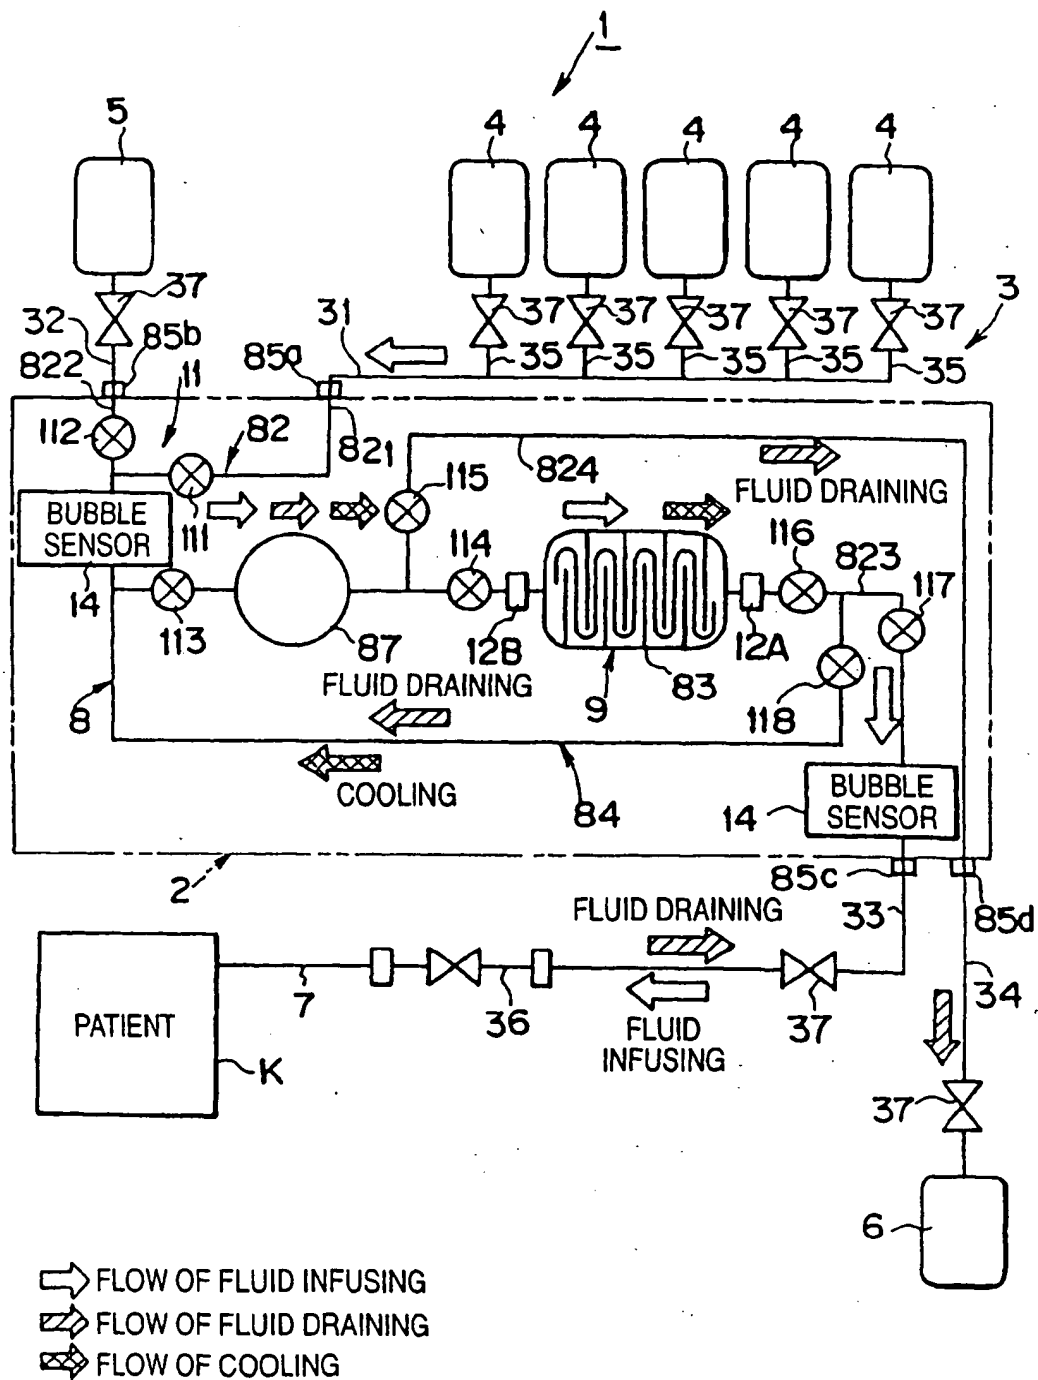 1
5
4 4 4 4 4
37
37 37 37 37 37
3
32
85b
31
85a
35 35 35 35 35
822
11
112
82
821
824
115
FLUID DRAINING
BUBBLE
SENSOR
111
114
116
823
117
14
113
87
12B
12A
FLUID DRAINING
9
83
118
8
COOLING
84
14
BUBBLE
SENSOR
2
85c
85d
FLUID DRAINING
33
34
PATIENT
7
36
37
FLUID
INFUSING
K
37
6
FLOW OF FLUID INFUSING
FLOW OF FLUID DRAINING
FLOW OF COOLING